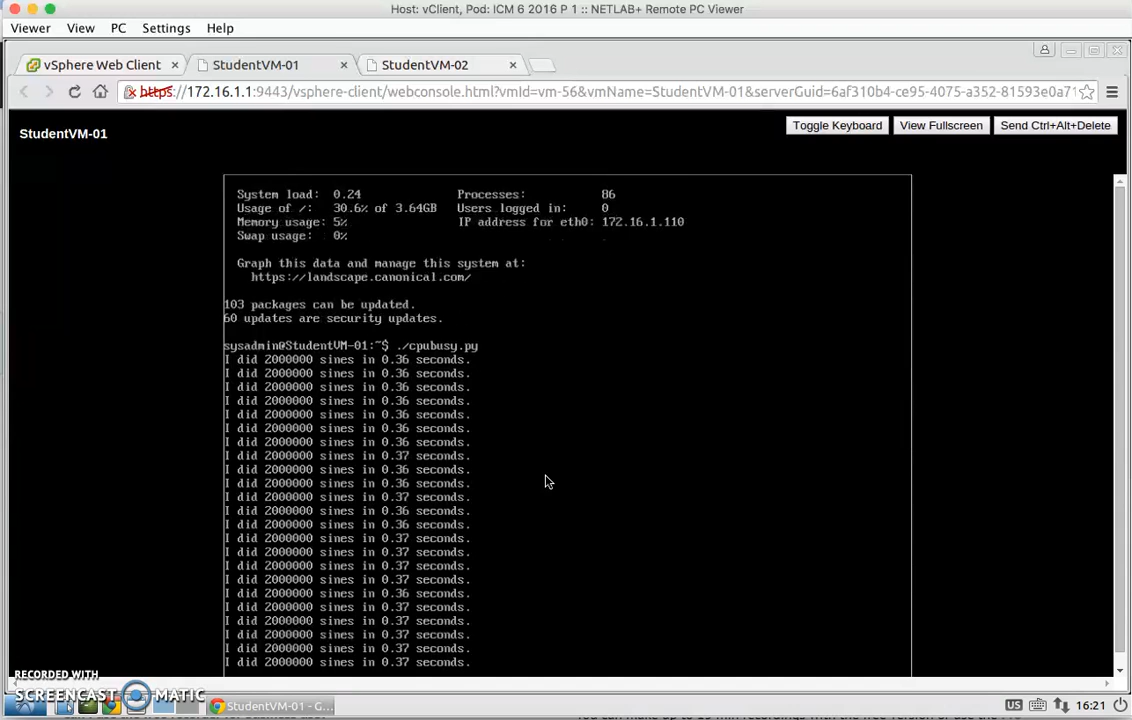 Host: vClient, Pod: ICM 6 2016 P 1 :: NETLAB+ Remote PC Viewer
Viewer View PC Settings Help
vSphere Web Client × StudentVM-01 × StudentVM-02 ×
https://172.16.1.1:9443/vsphere-client/webconsole.html?vmId=vm-56&vmName=StudentVM-01&serverGuid=6af310b4-ce95-4075-a352-81593e0a71
StudentVM-01 Toggle Keyboard View Fullscreen Send Ctrl+Alt+Delete
System load: 0.24 Processes: 86
Usage of /: 30.6% of 3.64GB Users logged in: 0
Memory usage: 5% IP address for eth0: 172.16.1.110
Swap usage: 0%
Graph this data and manage this system at:
https://landscape.canonical.com/
103 packages can be updated.
60 updates are security updates.
sysadmin@StudentVM-01:~$ ./cpubusy.py
I did 2000000 sines in 0.36 seconds.
I did 2000000 sines in 0.36 seconds.
I did 2000000 sines in 0.36 seconds.
I did 2000000 sines in 0.36 seconds.
I did 2000000 sines in 0.36 seconds.
I did 2000000 sines in 0.36 seconds.
I did 2000000 sines in 0.36 seconds.
I did 2000000 sines in 0.37 seconds.
I did 2000000 sines in 0.36 seconds.
I did 2000000 sines in 0.36 seconds.
I did 2000000 sines in 0.37 seconds.
I did 2000000 sines in 0.36 seconds.
I did 2000000 sines in 0.36 seconds.
I did 2000000 sines in 0.37 seconds.
I did 2000000 sines in 0.37 seconds.
I did 2000000 sines in 0.37 seconds.
I did 2000000 sines in 0.37 seconds.
I did 2000000 sines in 0.36 seconds.
I did 2000000 sines in 0.37 seconds.
I did 2000000 sines in 0.37 seconds.
I did 2000000 sines in 0.37 seconds.
I did 2000000 sines in 0.37 seconds.
I did 2000000 sines in 0.37 seconds.
RECORDED WITH
SCREENCAST MATIC
StudentVM-01 - G... US 16:21